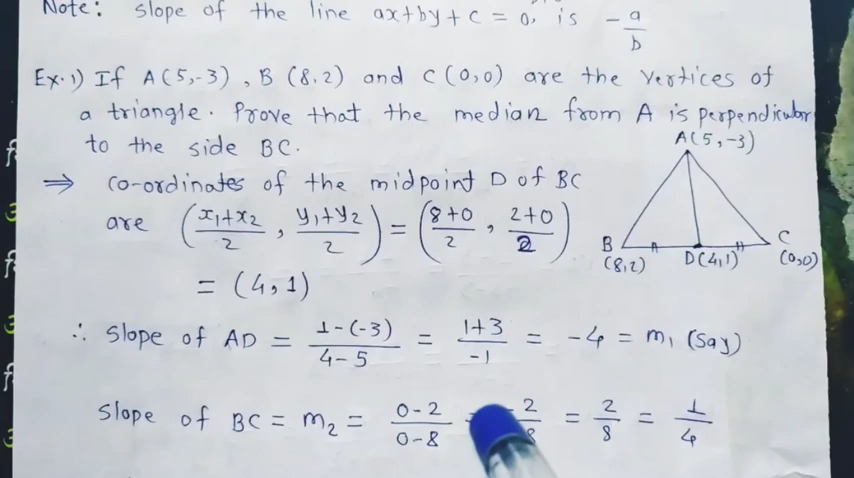 Note: slope of the line ax+by+c = 0, is -a/b
Ex.1) If A(5,-3), B (8,2) and C (0,0) are the vertices of
a triangle. Prove that the median from A is perpendicular
to the side BC.
A(5,-3)
⇒ co-ordinates of the midpoint D of BC
are ( (x₁+x₂)/2 , (y₁+y₂)/2 ) = ( (8+0)/2 , (2+0)/2 )
B C
(8,2) D(4,1) (0,0)
= (4,1)
∴ slope of AD = (1-(-3))/(4-5) = (1+3)/(-1) = -4 = m₁ (Say)
slope of BC = m₂ = (0-2)/(0-8) = 2/8 = 2/8 = 1/4